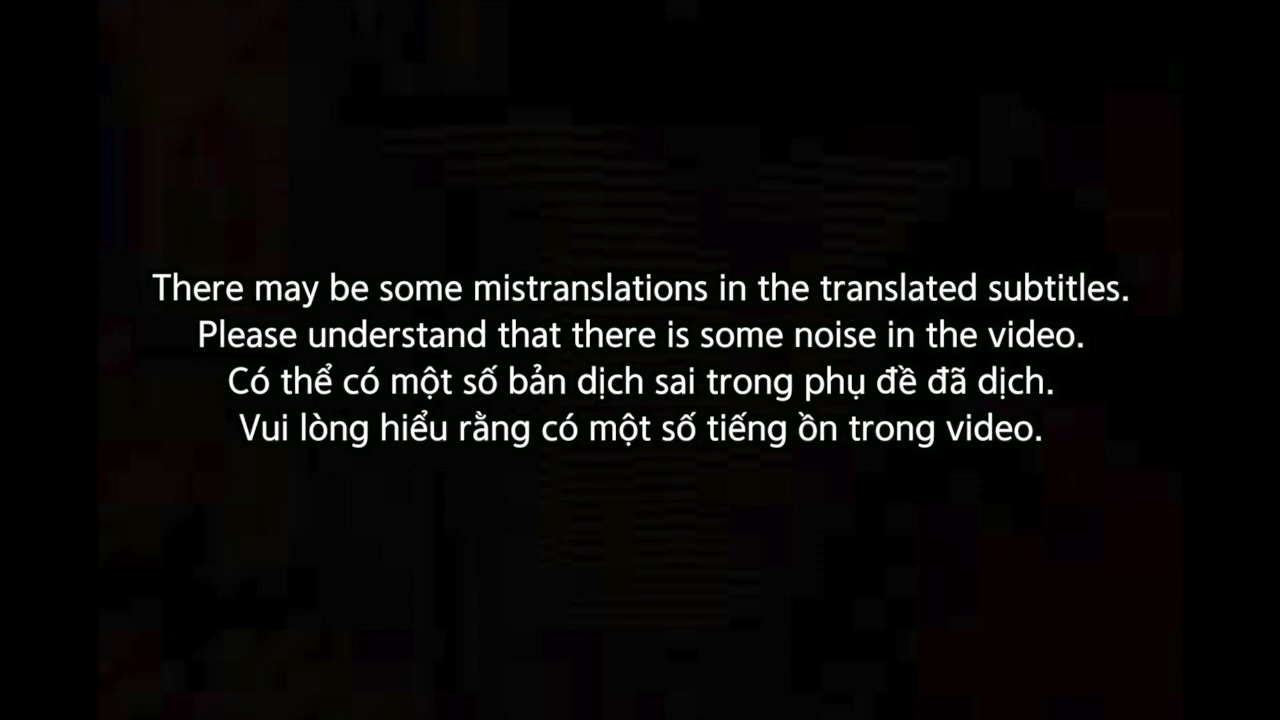 There may be some mistranslations in the translated subtitles.
Please understand that there is some noise in the video.
Có thể có một số bản dịch sai trong phụ đề đã dịch.
Vui lòng hiểu rằng có một số tiếng ồn trong video.